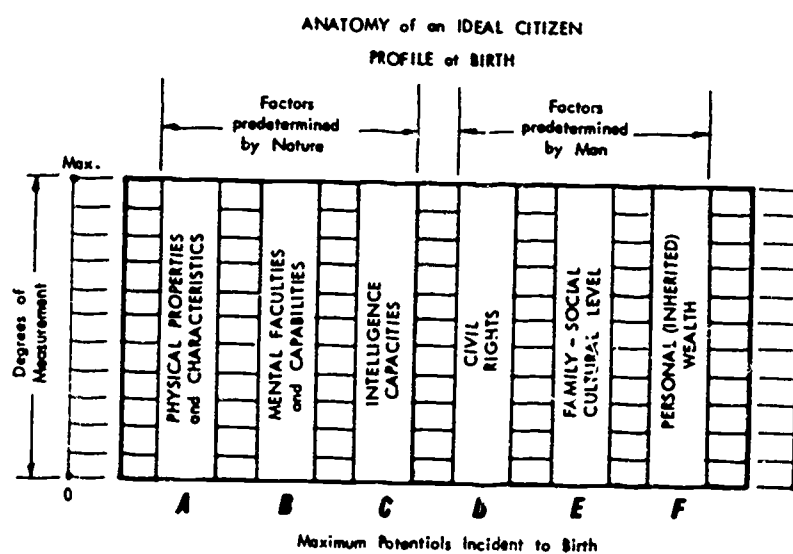 ANATOMY of an IDEAL CITIZEN
PROFILE at BIRTH
Factors
predetermined
by Nature
Factors
predetermined
by Man
Max.
Degrees of
Measurement
0
PHYSICAL PROPERTIES
and CHARACTERISTICS
MENTAL FACULTIES
and CAPABILITIES
INTELLIGENCE
CAPACITIES
CIVIL
RIGHTS
FAMILY - SOCIAL
CULTURAL LEVEL
PERSONAL (INHERITED)
WEALTH
A B C D E F
Maximum Potentials Incident to Birth